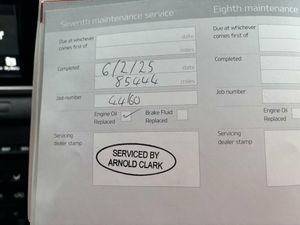 Seventh maintenance service
Eighth maintenance
Due at whichever
comes first of
date
miles
Due at whichever
comes first of
Completed
6/2/25
date
85444
miles
Completed
Job number
4460
Job number
Engine Oil
Replaced
Brake Fluid
Replaced
Engine Oil
Replaced
Servicing
dealer stamp
SERVICED BY
ARNOLD CLARK
Servicing
dealer stamp